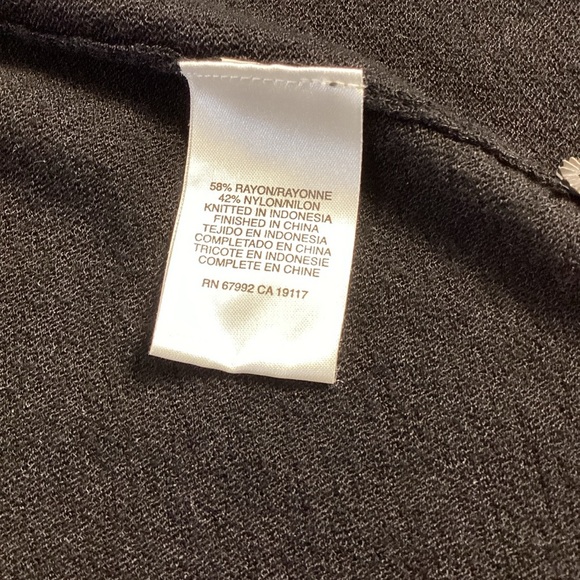 58% RAYON/RAYONNE
42% NYLON/NILON
KNITTED IN INDONESIA
FINISHED IN CHINA
TEJIDO EN INDONESIA
COMPLETADO EN CHINA
TRICOTE EN INDONESIE
COMPLETE EN CHINE
RN 67992 CA 19117